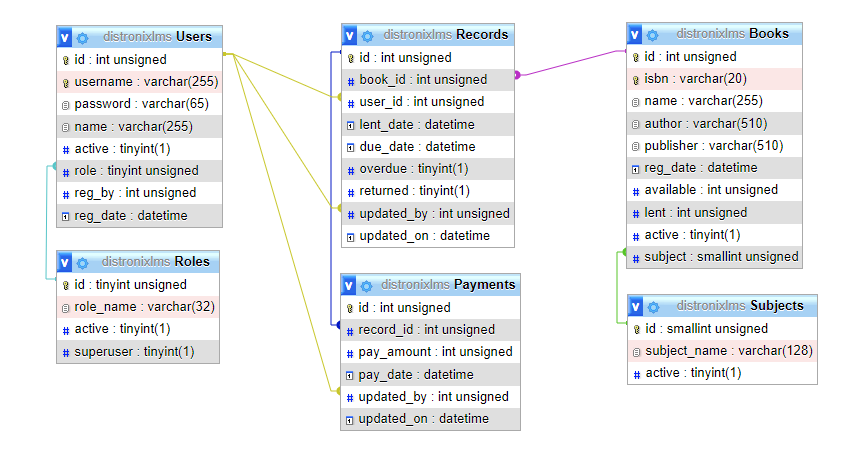 distronixlms Users
id : int unsigned
username : varchar(255)
password : varchar(65)
name : varchar(255)
active : tinyint(1)
role : tinyint unsigned
reg_by : int unsigned
reg_date : datetime
distronixlms Roles
id : tinyint unsigned
role_name : varchar(32)
active : tinyint(1)
superuser : tinyint(1)
distronixlms Records
id : int unsigned
book_id : int unsigned
user_id : int unsigned
lent_date : datetime
due_date : datetime
overdue : tinyint(1)
returned : tinyint(1)
updated_by : int unsigned
updated_on : datetime
distronixlms Payments
id : int unsigned
record_id : int unsigned
pay_amount : int unsigned
pay_date : datetime
updated_by : int unsigned
updated_on : datetime
distronixlms Books
id : int unsigned
isbn : varchar(20)
name : varchar(255)
author : varchar(510)
publisher : varchar(510)
reg_date : datetime
available : int unsigned
lent : int unsigned
active : tinyint(1)
subject : smallint unsigned
distronixlms Subjects
id : smallint unsigned
subject_name : varchar(128)
active : tinyint(1)